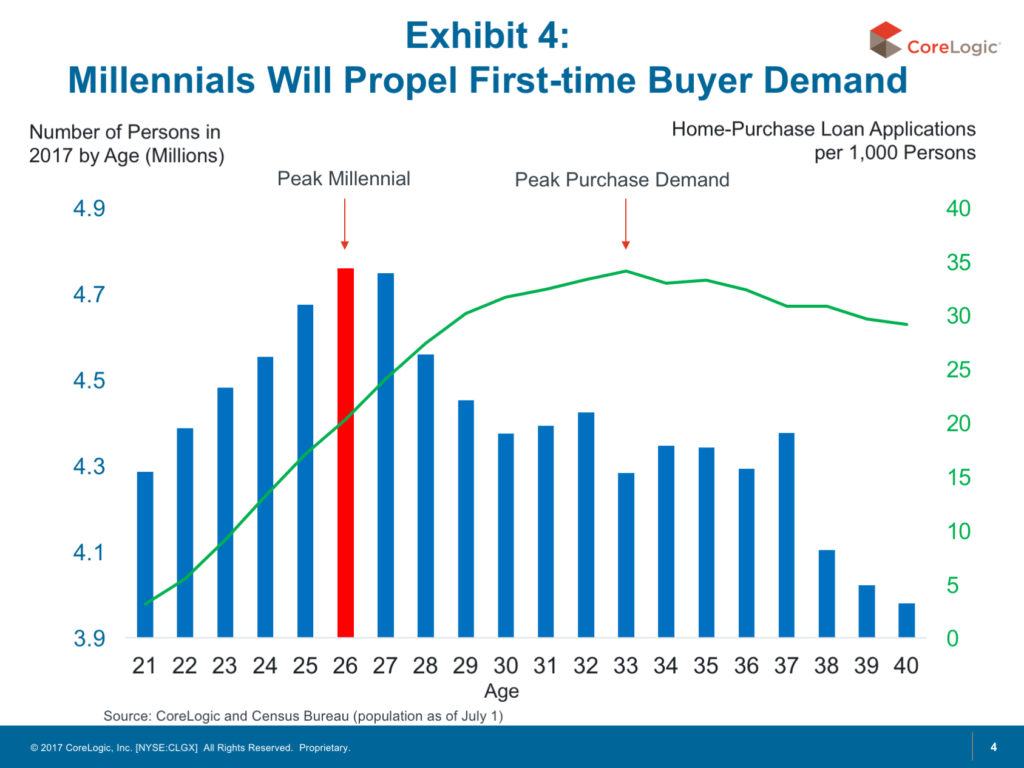 Exhibit 4:
Millennials Will Propel First-time Buyer Demand
CoreLogic®
Number of Persons in
2017 by Age (Millions)
Home-Purchase Loan Applications
per 1,000 Persons
Peak Millennial
Peak Purchase Demand
4.9
4.7
4.5
4.3
4.1
3.9
40
35
30
25
20
15
10
5
0
21 22 23 24 25 26 27 28 29 30 31 32 33 34 35 36 37 38 39 40
Age
Source: CoreLogic and Census Bureau (population as of July 1)
© 2017 CoreLogic, Inc. [NYSE:CLGX] All Rights Reserved. Proprietary.
4